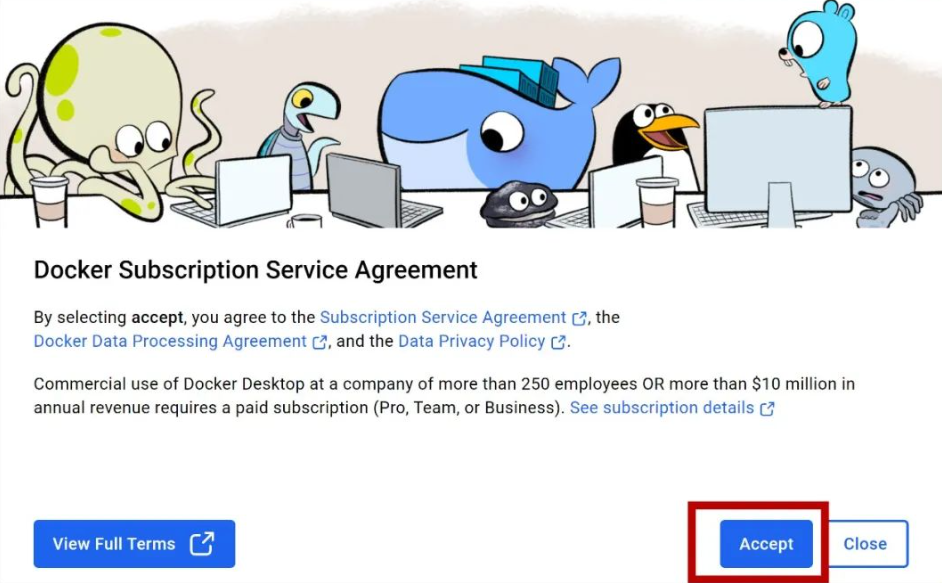 Docker Subscription Service Agreement
By selecting accept, you agree to the Subscription Service Agreement, the
Docker Data Processing Agreement, and the Data Privacy Policy.
Commercial use of Docker Desktop at a company of more than 250 employees OR more than $10 million in
annual revenue requires a paid subscription (Pro, Team, or Business). See subscription details
View Full Terms
Accept
Close